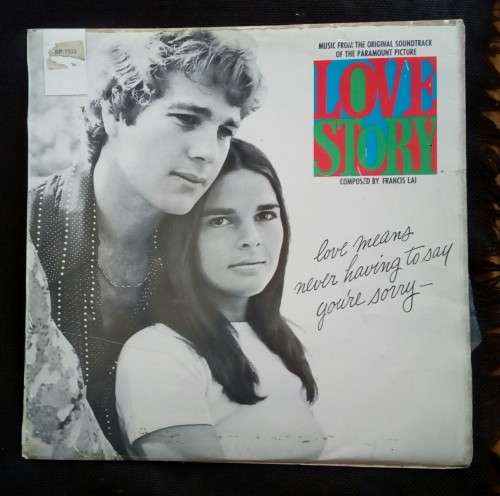 MUSIC FROM THE ORIGINAL SOUNDTRACK
OF THE PARAMOUNT PICTURE
LOVE
STORY
COMPOSED BY FRANCIS LAI
love means
never having to say
you're sorry—